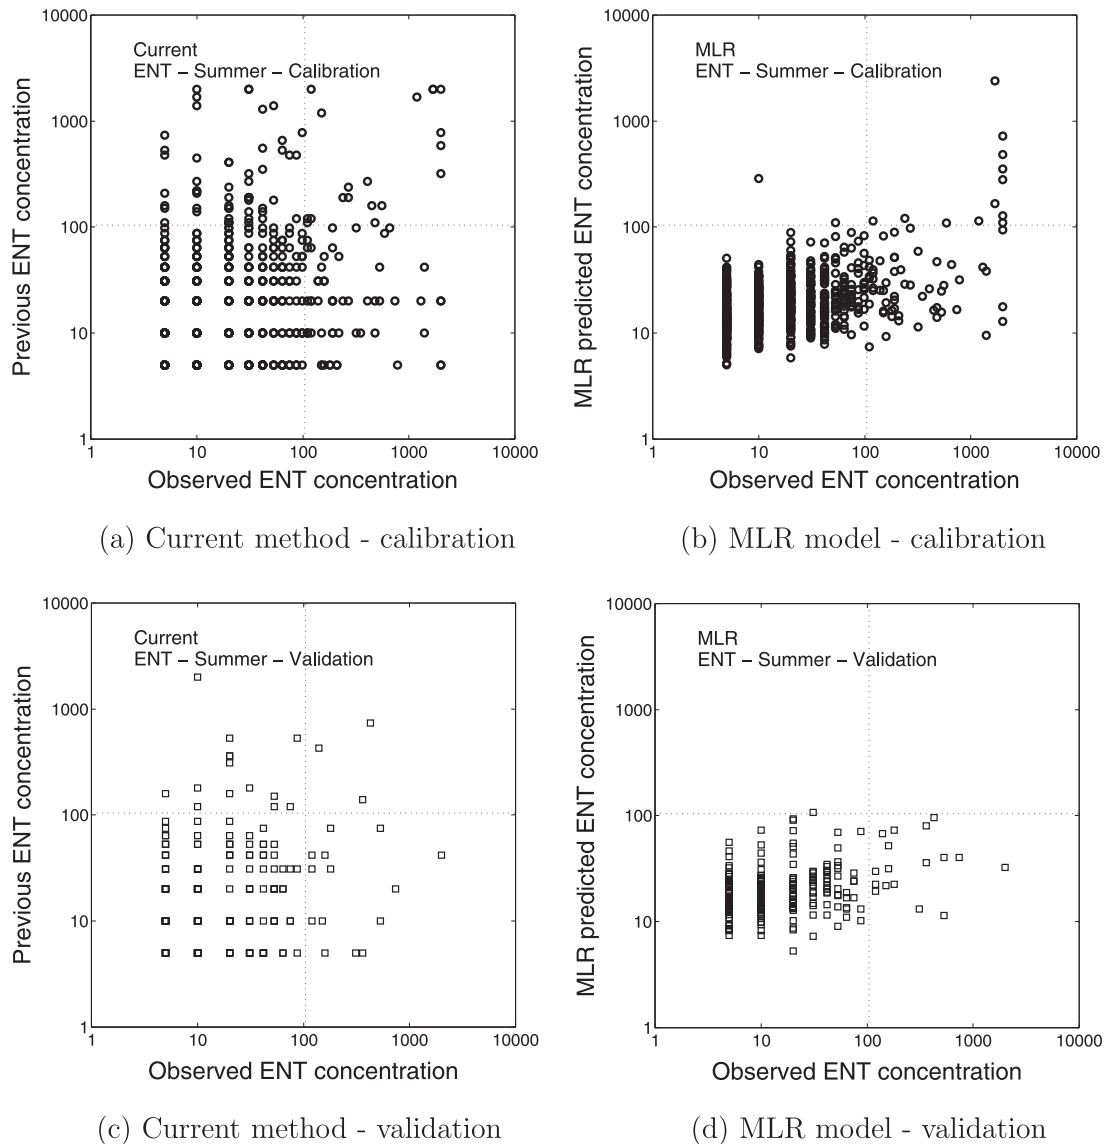 10000
1000
100
10
1
1
10
100
1000
10000
Previous ENT concentration
Observed ENT concentration
Current
ENT – Summer – Calibration
(a) Current method - calibration
10000
1000
100
10
1
1
10
100
1000
10000
MLR predicted ENT concentration
Observed ENT concentration
MLR
ENT – Summer – Calibration
(b) MLR model - calibration
10000
1000
100
10
1
1
10
100
1000
10000
Previous ENT concentration
Observed ENT concentration
Current
ENT – Summer – Validation
(c) Current method - validation
10000
1000
100
10
1
1
10
100
1000
10000
MLR predicted ENT concentration
Observed ENT concentration
MLR
ENT – Summer – Validation
(d) MLR model - validation